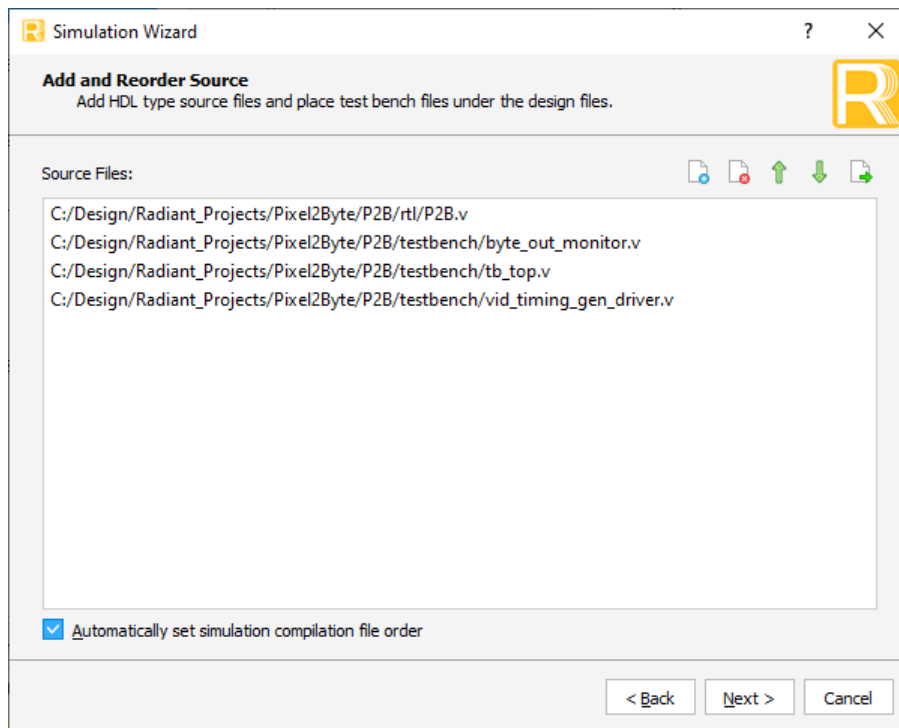 Simulation Wizard
?
Add and Reorder Source
Add HDL type source files and place test bench files under the design files.
Source Files:
C:/Design/Radiant_Projects/Pixel2Byte/P2B/rtl/P2B.v
C:/Design/Radiant_Projects/Pixel2Byte/P2B/testbench/byte_out_monitor.v
C:/Design/Radiant_Projects/Pixel2Byte/P2B/testbench/tb_top.v
C:/Design/Radiant_Projects/Pixel2Byte/P2B/testbench/vid_timing_gen_driver.v
Automatically set simulation compilation file order
< Back Next > Cancel